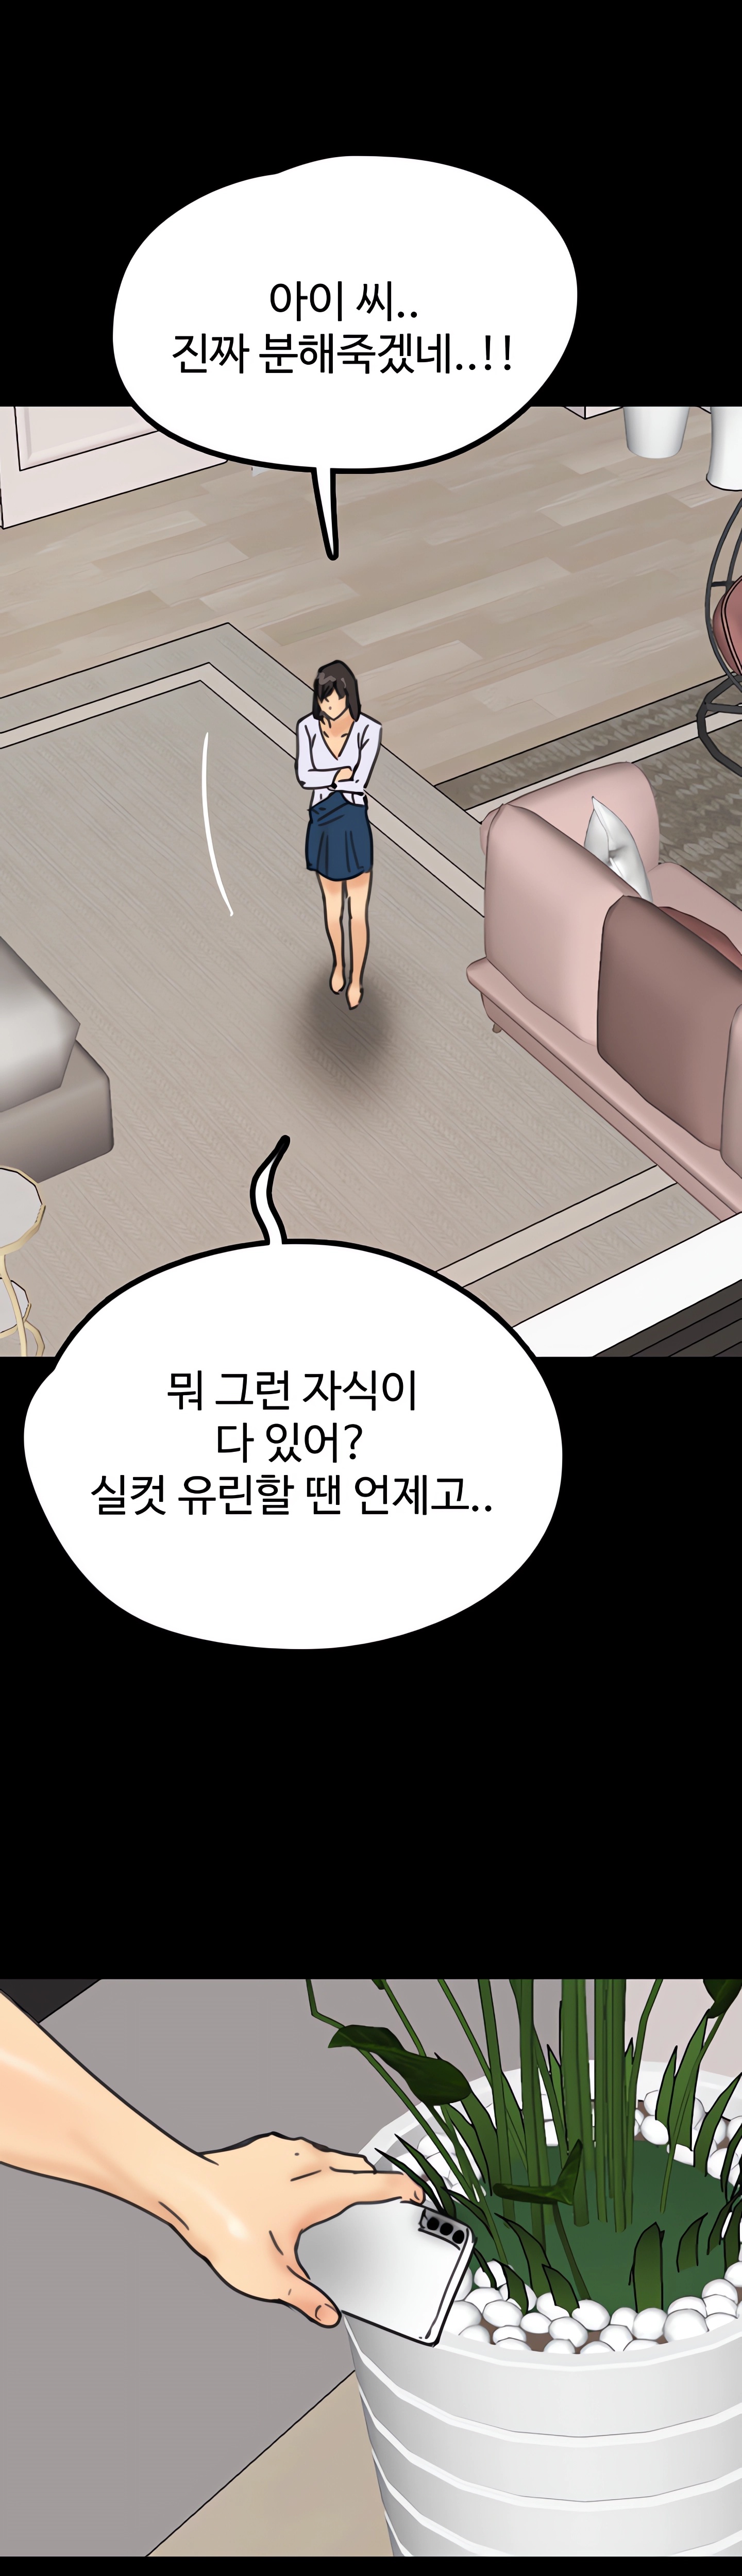 아이 씨..
진짜 분해죽겠네..!!
뭐 그런 자식이
다 있어?
실컷 유린할 땐 언제고..